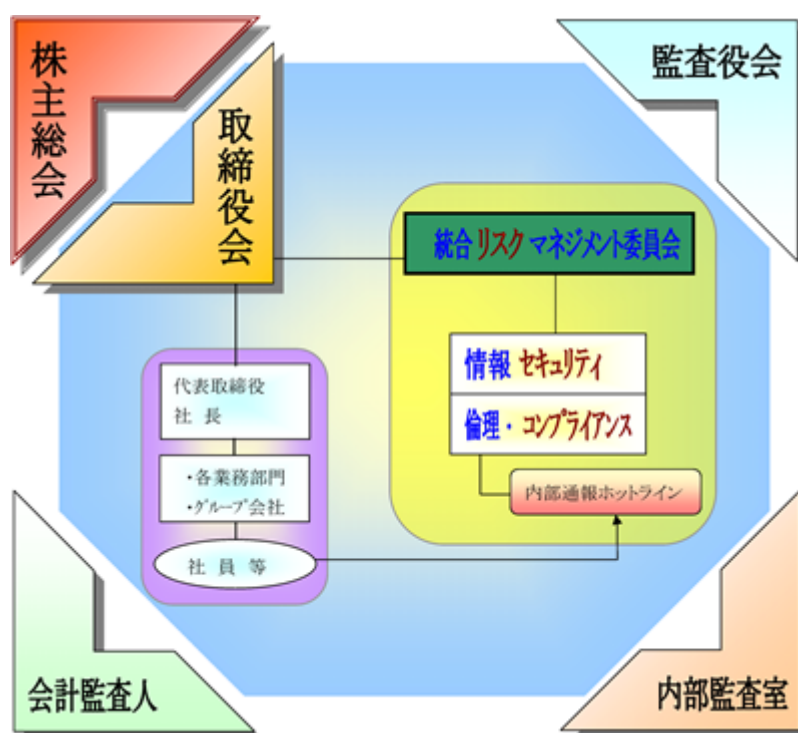 株主総会
取締役会
監査役会
統合リスクマネジメント委員会
情報 セキュリティ
倫理・コンプライアンス
内部通報ホットライン
代表取締役
社 長
・各業務部門
・グループ会社
社 員 等
会計監査人
内部監査室